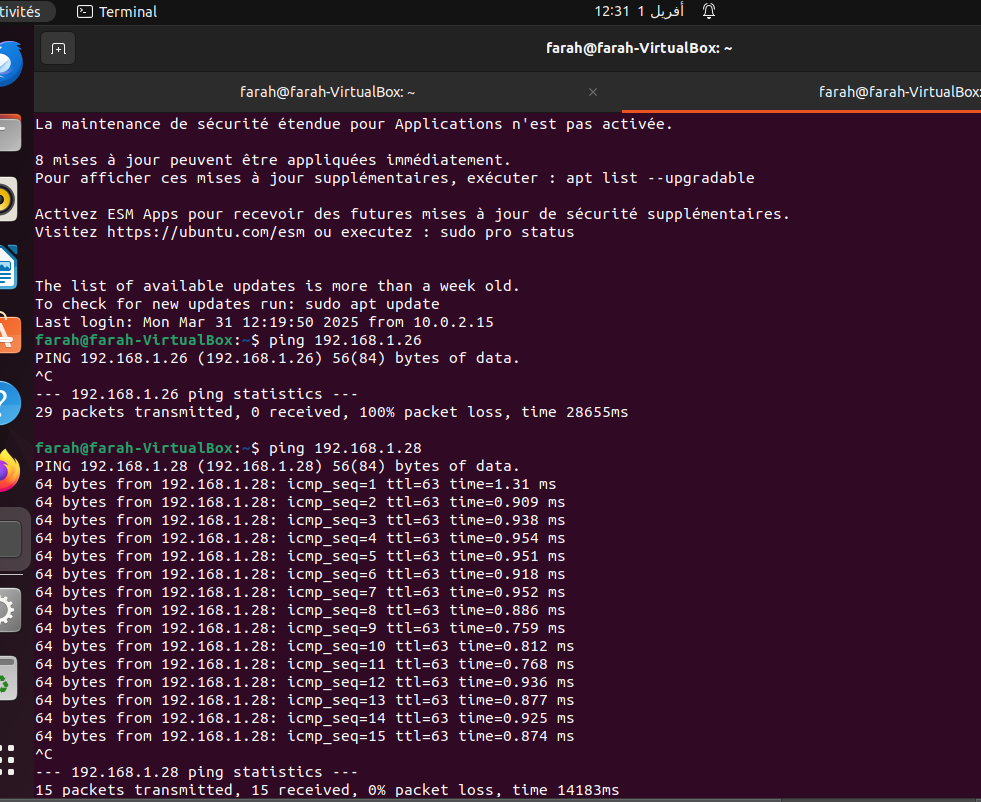 tivités Terminal 12:31 1 أفريل
farah@farah-VirtualBox: ~
farah@farah-VirtualBox: ~ × farah@farah-VirtualBox:
La maintenance de sécurité étendue pour Applications n'est pas activée.
8 mises à jour peuvent être appliquées immédiatement.
Pour afficher ces mises à jour supplémentaires, exécuter : apt list --upgradable
Activez ESM Apps pour recevoir des futures mises à jour de sécurité supplémentaires.
Visitez https://ubuntu.com/esm ou executez : sudo pro status
The list of available updates is more than a week old.
To check for new updates run: sudo apt update
Last login: Mon Mar 31 12:19:50 2025 from 10.0.2.15
farah@farah-VirtualBox:~$ ping 192.168.1.26
PING 192.168.1.26 (192.168.1.26) 56(84) bytes of data.
^C
--- 192.168.1.26 ping statistics ---
29 packets transmitted, 0 received, 100% packet loss, time 28655ms
farah@farah-VirtualBox:~$ ping 192.168.1.28
PING 192.168.1.28 (192.168.1.28) 56(84) bytes of data.
64 bytes from 192.168.1.28: icmp_seq=1 ttl=63 time=1.31 ms
64 bytes from 192.168.1.28: icmp_seq=2 ttl=63 time=0.909 ms
64 bytes from 192.168.1.28: icmp_seq=3 ttl=63 time=0.938 ms
64 bytes from 192.168.1.28: icmp_seq=4 ttl=63 time=0.954 ms
64 bytes from 192.168.1.28: icmp_seq=5 ttl=63 time=0.951 ms
64 bytes from 192.168.1.28: icmp_seq=6 ttl=63 time=0.918 ms
64 bytes from 192.168.1.28: icmp_seq=7 ttl=63 time=0.952 ms
64 bytes from 192.168.1.28: icmp_seq=8 ttl=63 time=0.886 ms
64 bytes from 192.168.1.28: icmp_seq=9 ttl=63 time=0.759 ms
64 bytes from 192.168.1.28: icmp_seq=10 ttl=63 time=0.812 ms
64 bytes from 192.168.1.28: icmp_seq=11 ttl=63 time=0.768 ms
64 bytes from 192.168.1.28: icmp_seq=12 ttl=63 time=0.936 ms
64 bytes from 192.168.1.28: icmp_seq=13 ttl=63 time=0.877 ms
64 bytes from 192.168.1.28: icmp_seq=14 ttl=63 time=0.925 ms
64 bytes from 192.168.1.28: icmp_seq=15 ttl=63 time=0.874 ms
^C
--- 192.168.1.28 ping statistics ---
15 packets transmitted, 15 received, 0% packet loss, time 14183ms